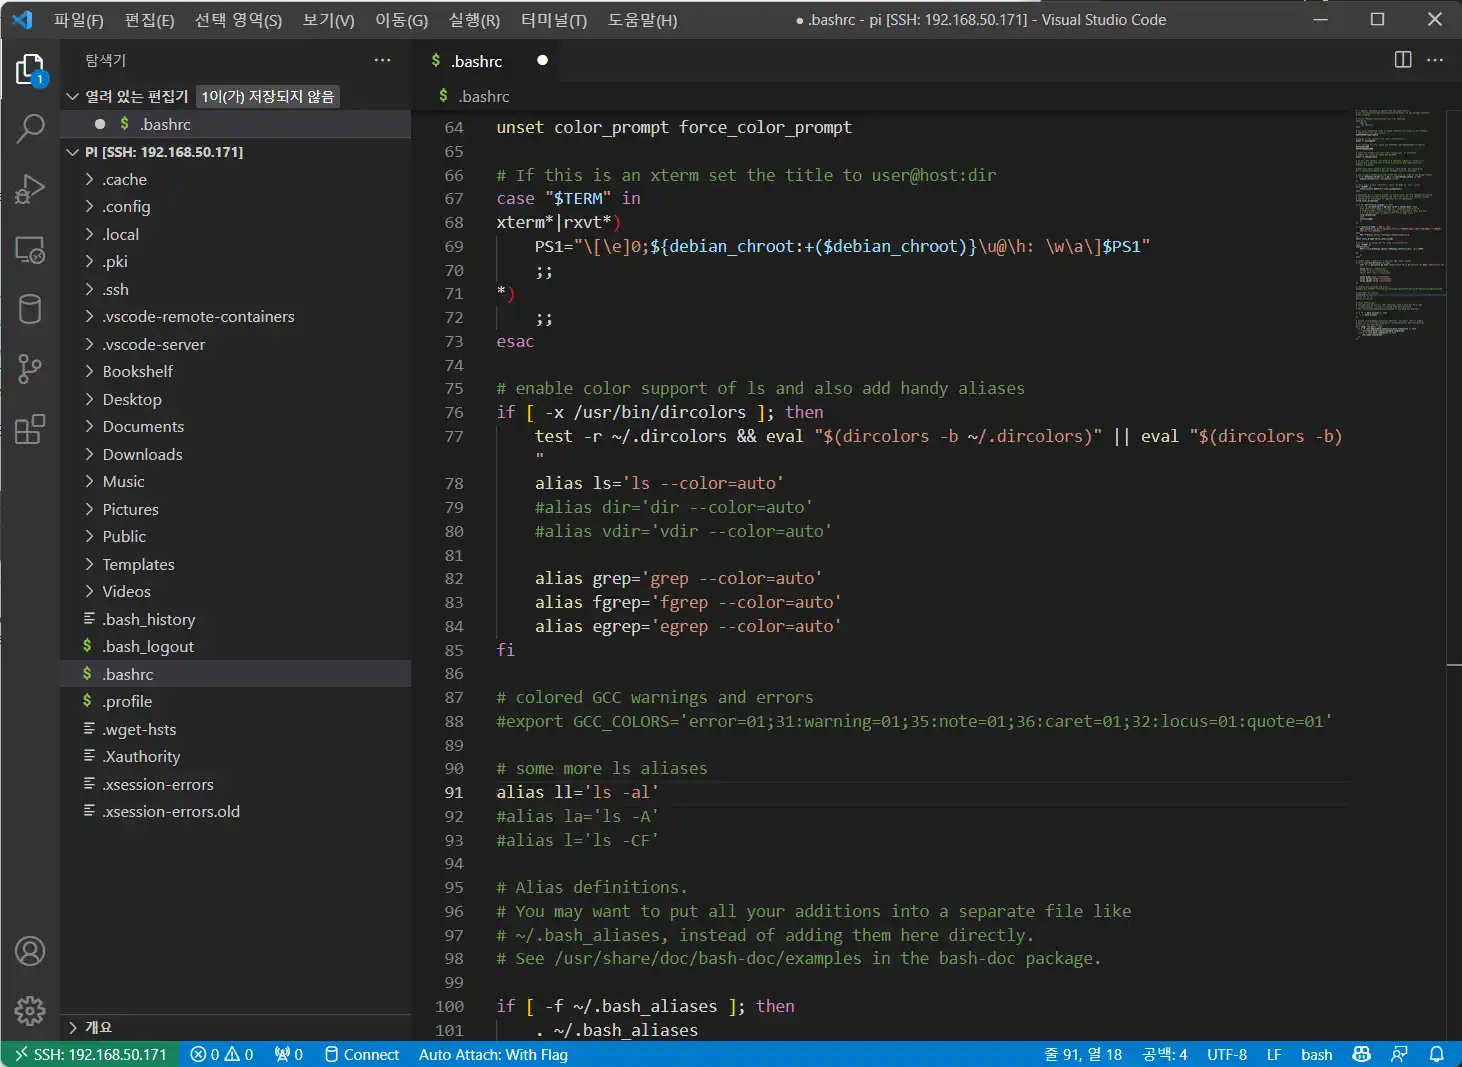 파일(F) 편집(E) 선택 영역(S) 보기(V) 이동(G) 실행(R) 터미널(T) 도움말(H) ● .bashrc - pi [SSH: 192.168.50.171] - Visual Studio Code
탐색기
열려 있는 편집기 1이(가) 저장되지 않음
$ .bashrc
PI [SSH: 192.168.50.171]
.cache
.config
.local
.pki
.ssh
.vscode-remote-containers
.vscode-server
Bookshelf
Desktop
Documents
Downloads
Music
Pictures
Public
Templates
Videos
.bash_history
$ .bash_logout
$ .bashrc
$ .profile
.wget-hsts
.Xauthority
.xsession-errors
.xsession-errors.old
개요
1
$ .bashrc
$ .bashrc
64 unset color_prompt force_color_prompt
65
66 # If this is an xterm set the title to user@host:dir
67 case "$TERM" in
68 xterm*|rxvt*)
69 PS1="\[\e]0;${debian_chroot:+($debian_chroot)}\u@\h: \w\a\]$PS1"
70 ;;
71 *)
72 ;;
73 esac
74
75 # enable color support of ls and also add handy aliases
76 if [ -x /usr/bin/dircolors ]; then
77 test -r ~/.dircolors && eval "$(dircolors -b ~/.dircolors)" || eval "$(dircolors -b)
"
78 alias ls='ls --color=auto'
79 #alias dir='dir --color=auto'
80 #alias vdir='vdir --color=auto'
81
82 alias grep='grep --color=auto'
83 alias fgrep='fgrep --color=auto'
84 alias egrep='egrep --color=auto'
85 fi
86
87 # colored GCC warnings and errors
88 #export GCC_COLORS='error=01;31:warning=01;35:note=01;36:caret=01;32:locus=01:quote=01'
89
90 # some more ls aliases
91 alias ll='ls -al'
92 #alias la='ls -A'
93 #alias l='ls -CF'
94
95 # Alias definitions.
96 # You may want to put all your additions into a separate file like
97 # ~/.bash_aliases, instead of adding them here directly.
98 # See /usr/share/doc/bash-doc/examples in the bash-doc package.
99
100 if [ -f ~/.bash_aliases ]; then
101 . ~/.bash_aliases
SSH: 192.168.50.171 0 0 0 Connect Auto Attach: With Flag 줄 91, 열 18 공백: 4 UTF-8 LF bash